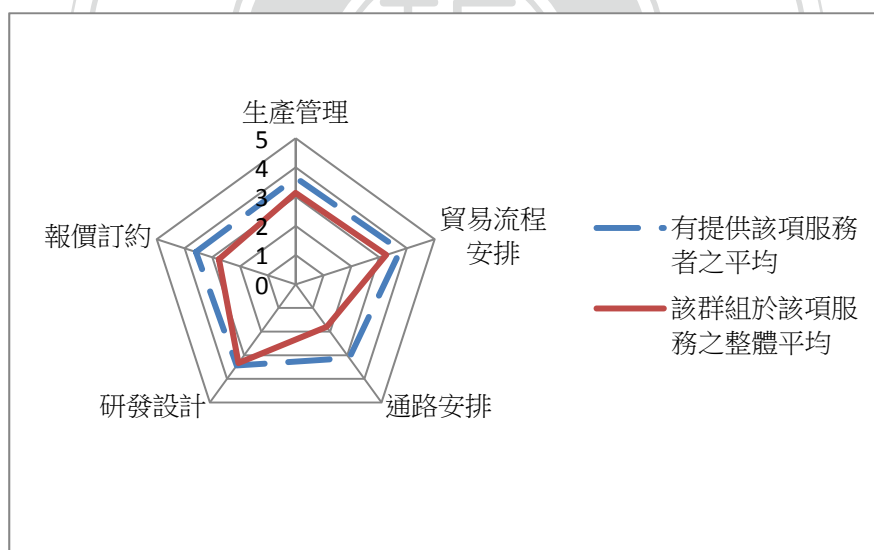 生產管理
5
4
3
2
1
0
貿易流程
安排
通路安排
研發設計
報價訂約
有提供該項服務
者之平均
該群組於該項服
務之整體平均